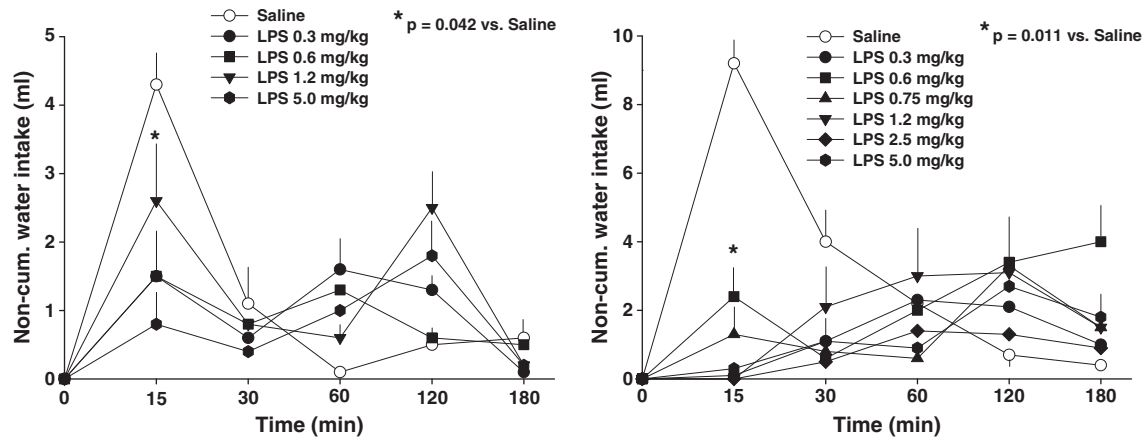 Saline
LPS 0.3 mg/kg
LPS 0.6 mg/kg
LPS 1.2 mg/kg
LPS 5.0 mg/kg
* p = 0.042 vs. Saline
Non-cum. water intake (ml)
5
4
3
2
1
0
*
0 15 30 60 120 180
Time (min)
Saline
LPS 0.3 mg/kg
LPS 0.6 mg/kg
LPS 0.75 mg/kg
LPS 1.2 mg/kg
LPS 2.5 mg/kg
LPS 5.0 mg/kg
* p = 0.011 vs. Saline
Non-cum. water intake (ml)
10
8
6
4
2
0
*
0 15 30 60 120 180
Time (min)